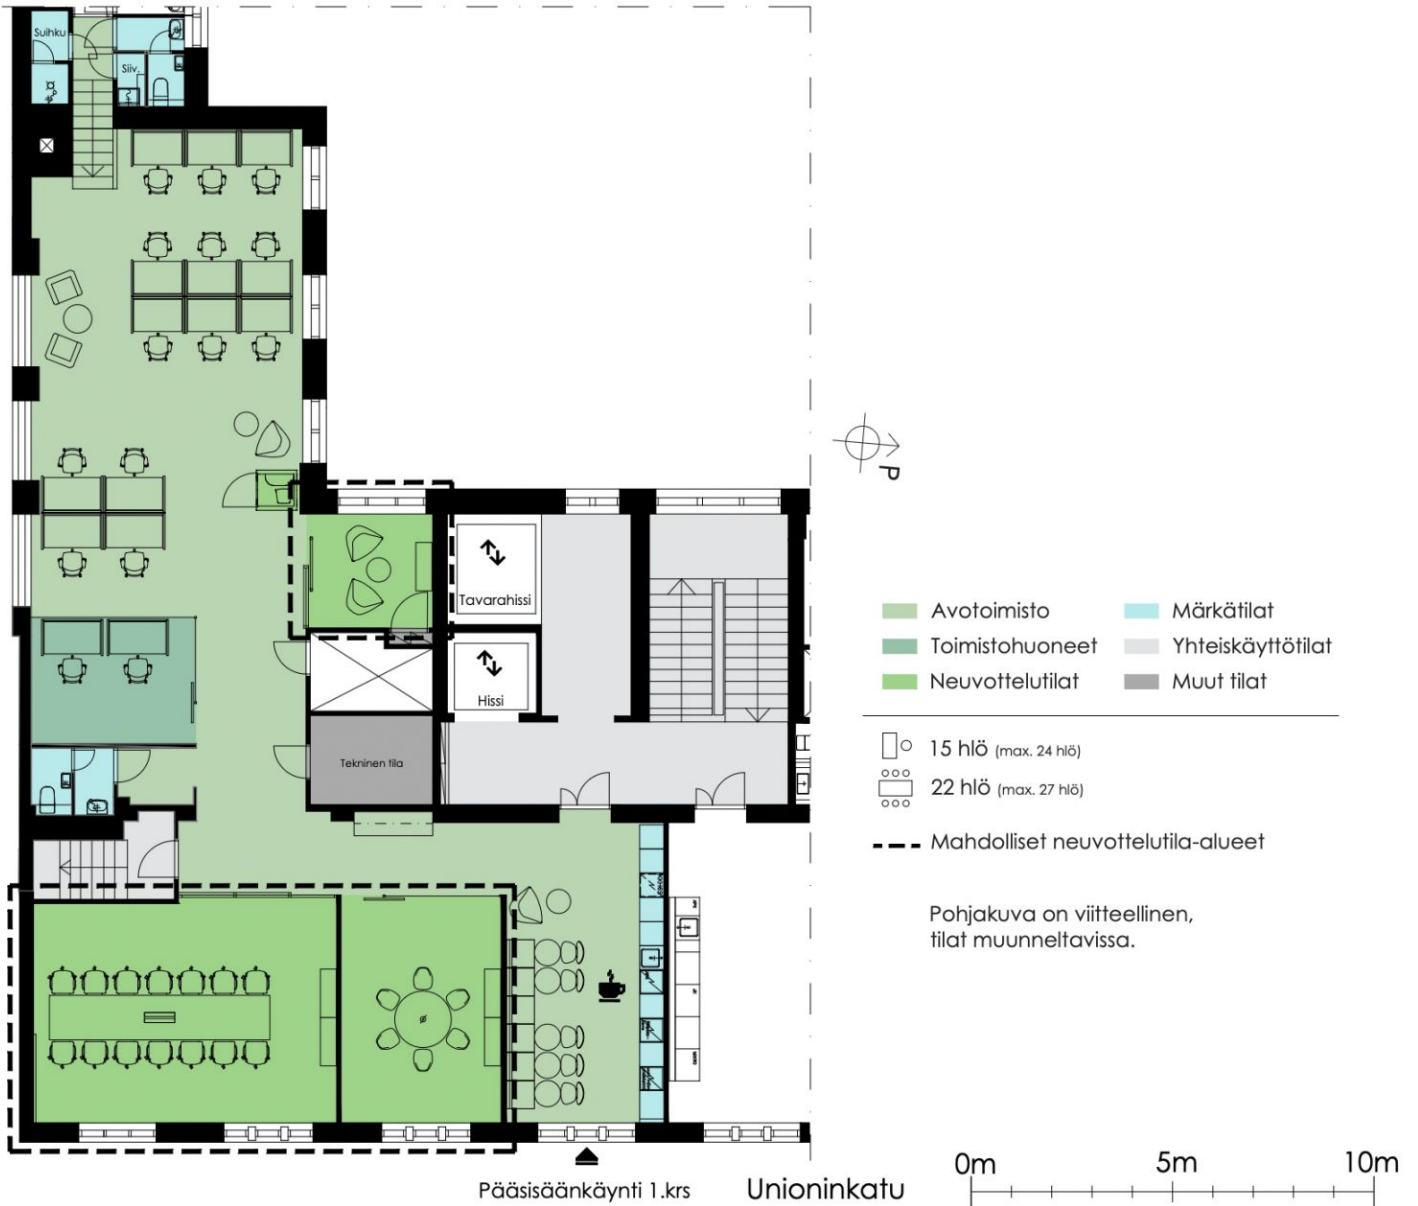 Suihku
Siiv.
P
Tavarahissi
Hissi
Tekninen tila
Avotoimisto
Toimistohuoneet
Neuvottelutilat
Märkätilat
Yhteiskäyttötilat
Muut tilat
15 hlö (max. 24 hlö)
22 hlö (max. 27 hlö)
Mahdolliset neuvottelutila-alueet
Pohjakuva on viitteellinen,
tilat muunneltavissa.
Pääsisäänkäynti 1.krs
Unioninkatu
0m 5m 10m